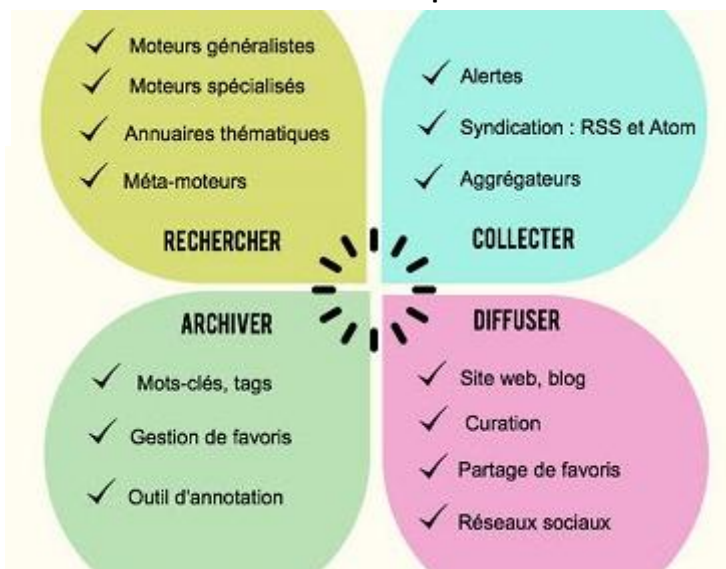 Moteurs généralistes
Moteurs spécialisés
Annuaires thématiques
Méta-moteurs
RECHERCHER
Alertes
Syndication : RSS et Atom
Aggrégateurs
COLLECTER
ARCHIVER
Mots-clés, tags
Gestion de favoris
Outil d'annotation
DIFFUSER
Site web, blog
Curation
Partage de favoris
Réseaux sociaux